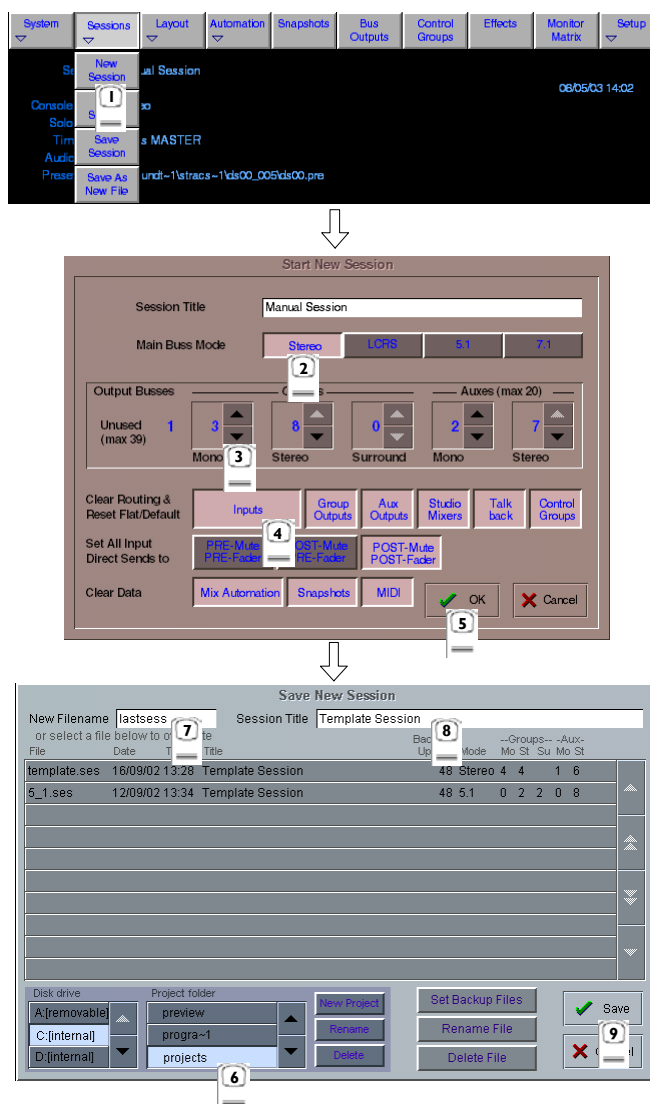 System Sessions Layout Automation Snapshots Bus Outputs Control Groups Effects Monitor Matrix Setup
New Session
ual Session
06/05/03 14:02
1
Console
Solo
Save Session
s MASTER
Audio
Save As New File
undt~1\stracs~1\ds00_005\ds00.pre
Start New Session
Session Title Manual Session
Main Buss Mode Stereo LCRS 5.1 7.1
2
Output Busses Auxes (max 20)
Unused (max 39) 1 3 8 0 2 7
Mono Stereo Surround Mono Stereo
3
Clear Routing & Reset Flat/Default Inputs Group Outputs Aux Outputs Studio Mixers Talk back Control Groups
4
Set All Input Direct Sends to PRE-Mute PRE-Fader POST-Mute POST-Fader
Clear Data Mix Automation Snapshots MIDI OK Cancel
5
Save New Session
New Filename lastsess Session Title Template Session
7 8
or select a file below to
File Date Title Up Mode --Groups-- -Aux-
Mo St Su Mo St
template.ses 16/09/02 13:28 Template Session 48 Stereo 4 4 1 6
5_1.ses 12/09/02 13:34 Template Session 48 5.1 0 2 2 0 8
Disk drive Project folder
A:[removable] preview New Project Set Backup Files Save
C:[internal] progra~1 Rename Rename File
9
D:[internal] projects Delete Delete File
6